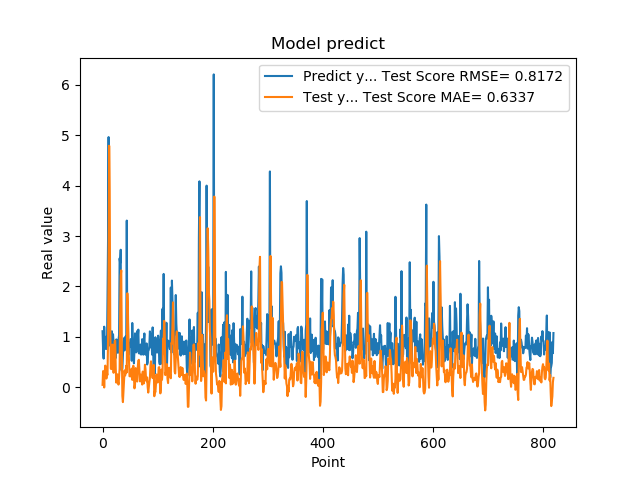 Model predict
Predict y... Test Score RMSE= 0.8172
Test y... Test Score MAE= 0.6337
Real value
6
5
4
3
2
1
0
0 200 400 600 800
Point